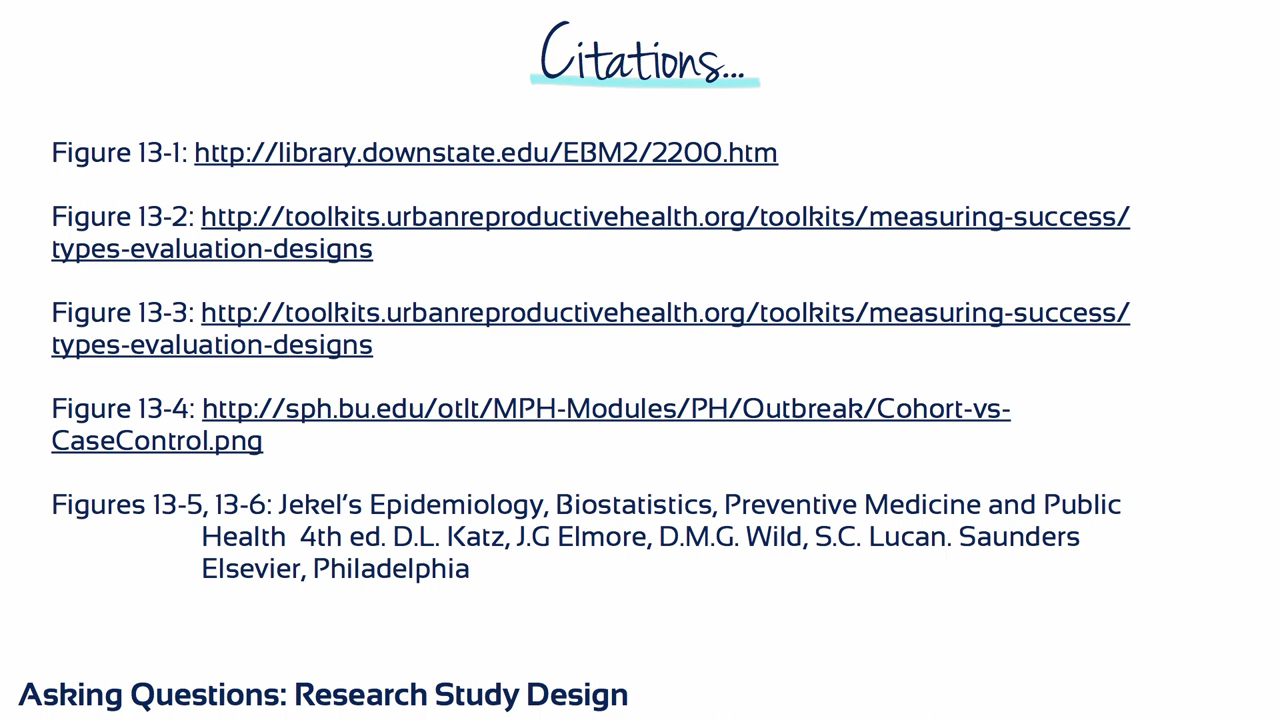 Citations...
Figure 13-1: http://library.downstate.edu/EBM2/2200.htm
Figure 13-2: http://toolkits.urbanreproductivehealth.org/toolkits/measuring-success/
types-evaluation-designs
Figure 13-3: http://toolkits.urbanreproductivehealth.org/toolkits/measuring-success/
types-evaluation-designs
Figure 13-4: http://sph.bu.edu/otlt/MPH-Modules/PH/Outbreak/Cohort-vs-
CaseControl.png
Figures 13-5, 13-6: Jekel's Epidemiology, Biostatistics, Preventive Medicine and Public
Health 4th ed. D.L. Katz, J.G Elmore, D.M.G. Wild, S.C. Lucan. Saunders
Elsevier, Philadelphia
Asking Questions: Research Study Design